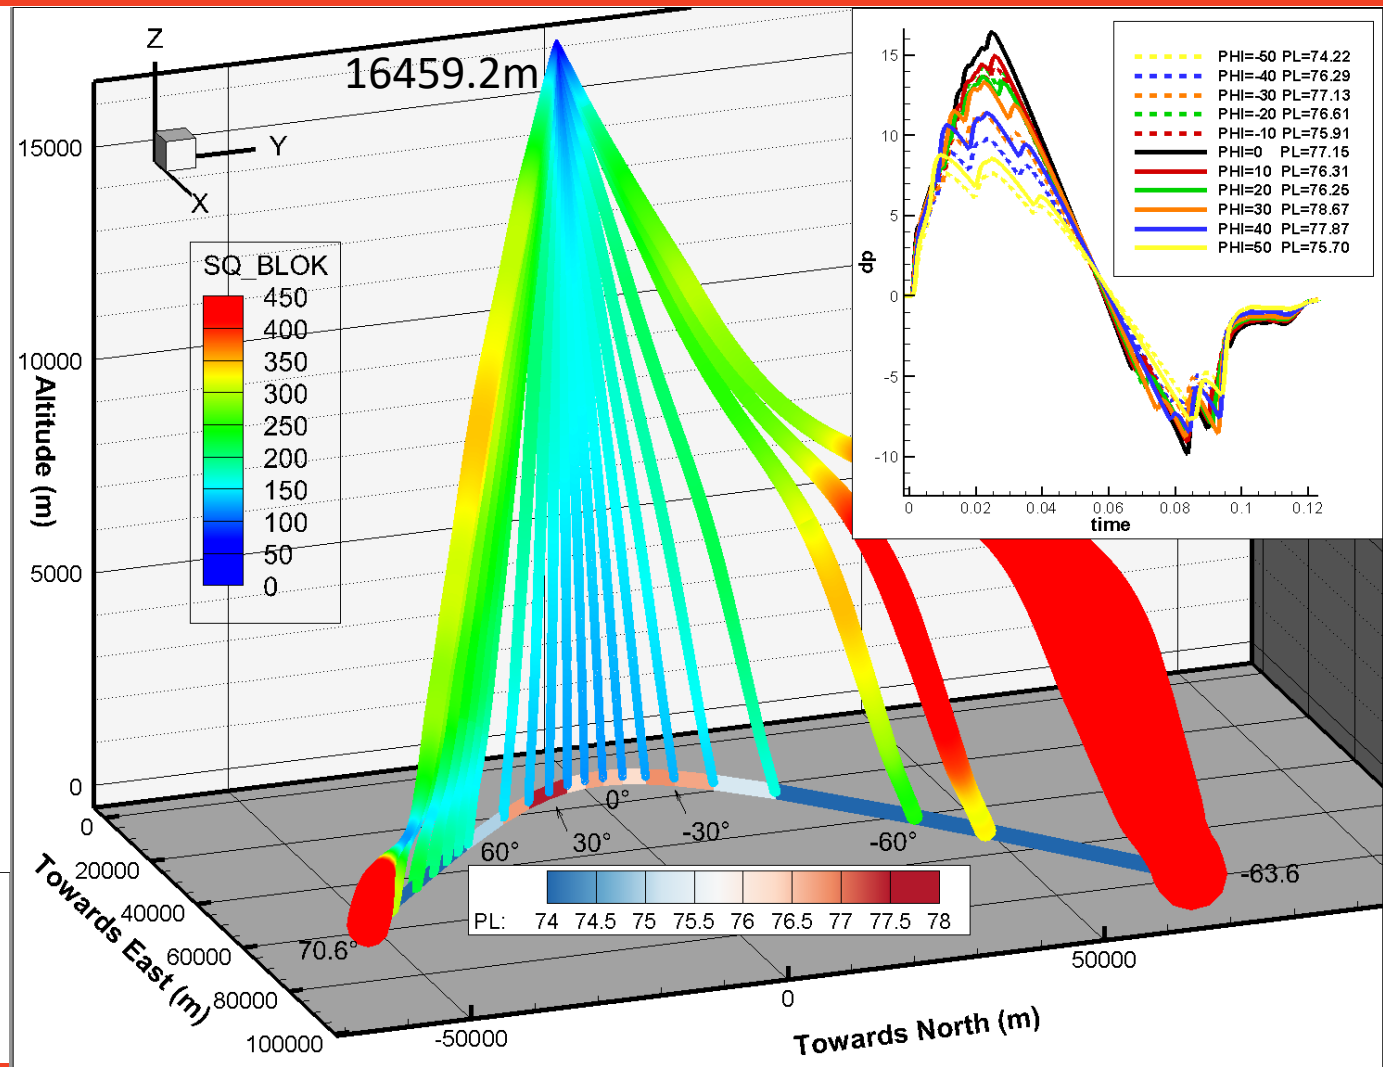 Z
Y
X
16459.2m
SQ_BLOK
450
400
350
300
250
200
150
100
50
0
15000
10000
5000
0
Altitude (m)
0
20000
40000
60000
80000
100000
Towards East (m)
-50000
0
50000
Towards North (m)
70.6°
60°
30°
0°
-30°
-60°
-63.6
PL: 74 74.5 75 75.5 76 76.5 77 77.5 78
15
10
5
0
-5
-10
dp
0 0.02 0.04 0.06 0.08 0.1 0.12
time
PHI=-50 PL=74.22
PHI=-40 PL=76.29
PHI=-30 PL=77.13
PHI=-20 PL=76.61
PHI=-10 PL=75.91
PHI=0 PL=77.15
PHI=10 PL=76.31
PHI=20 PL=76.25
PHI=30 PL=78.67
PHI=40 PL=77.87
PHI=50 PL=75.70